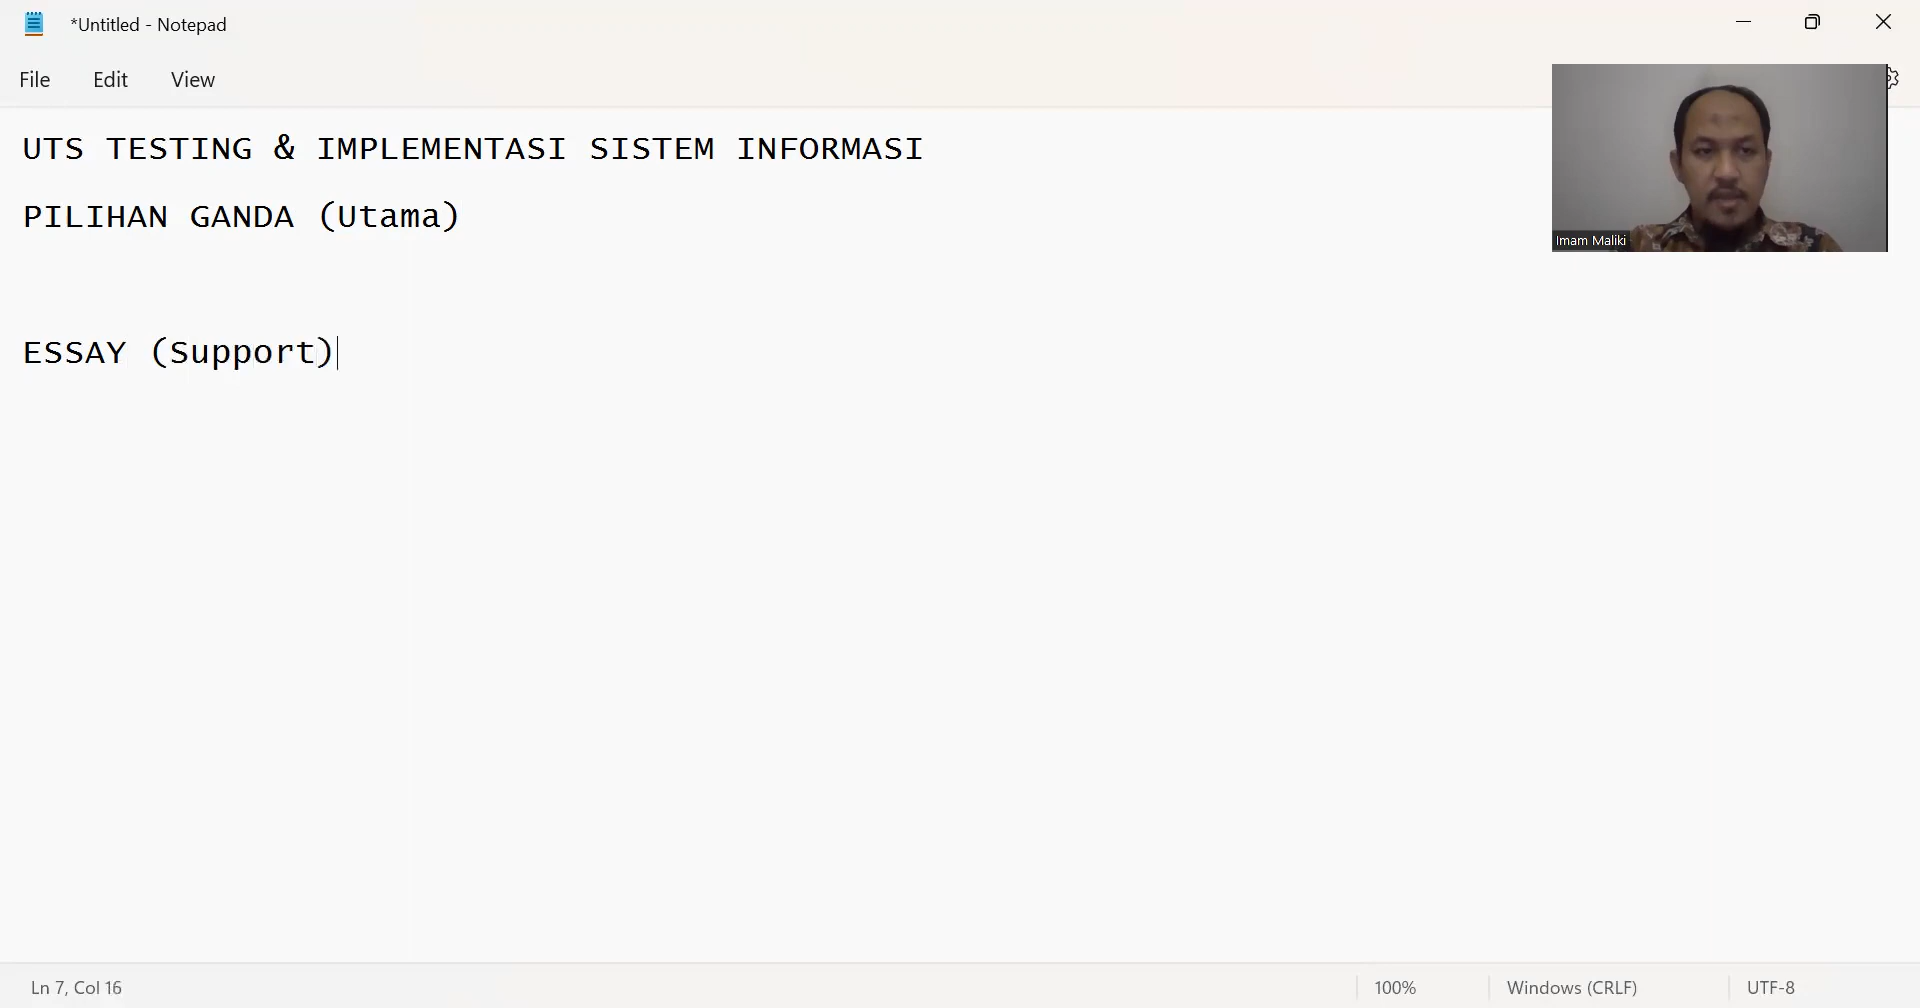 *Untitled - Notepad
File Edit View
UTS TESTING & IMPLEMENTASI SISTEM INFORMASI
PILIHAN GANDA (Utama)
Imam Maliki
ESSAY (Support)
Ln 7, Col 16 100% Windows (CRLF) UTF-8